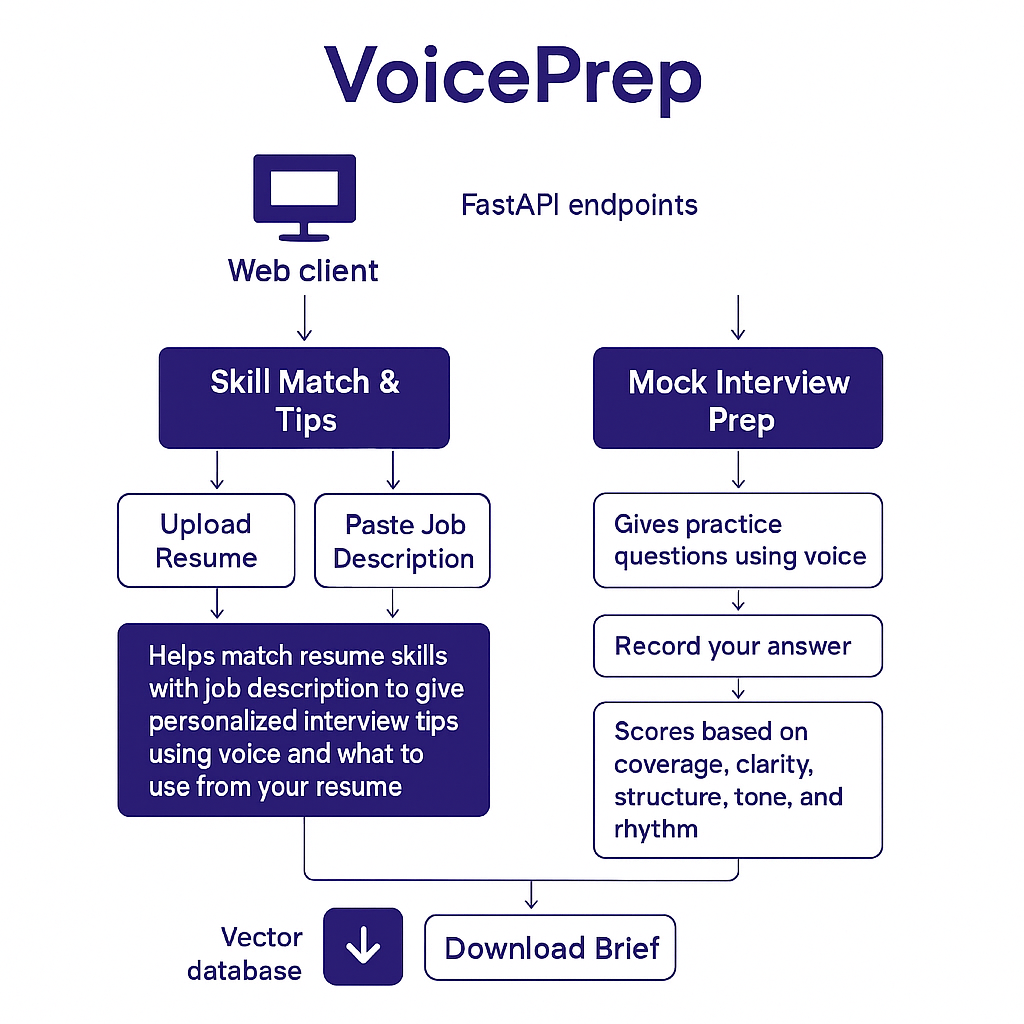 VoicePrep
FastAPI endpoints
Web client
Skill Match &
Tips
Upload
Resume
Paste Job
Description
Helps match resume skills
with job description to give
personalized interview tips
using voice and what to
use from your resume
Mock Interview
Prep
Gives practice
questions using voice
Record your answer
Scores based on
coverage, clarity,
structure, tone, and
rhythm
Vector
database
Download Brief